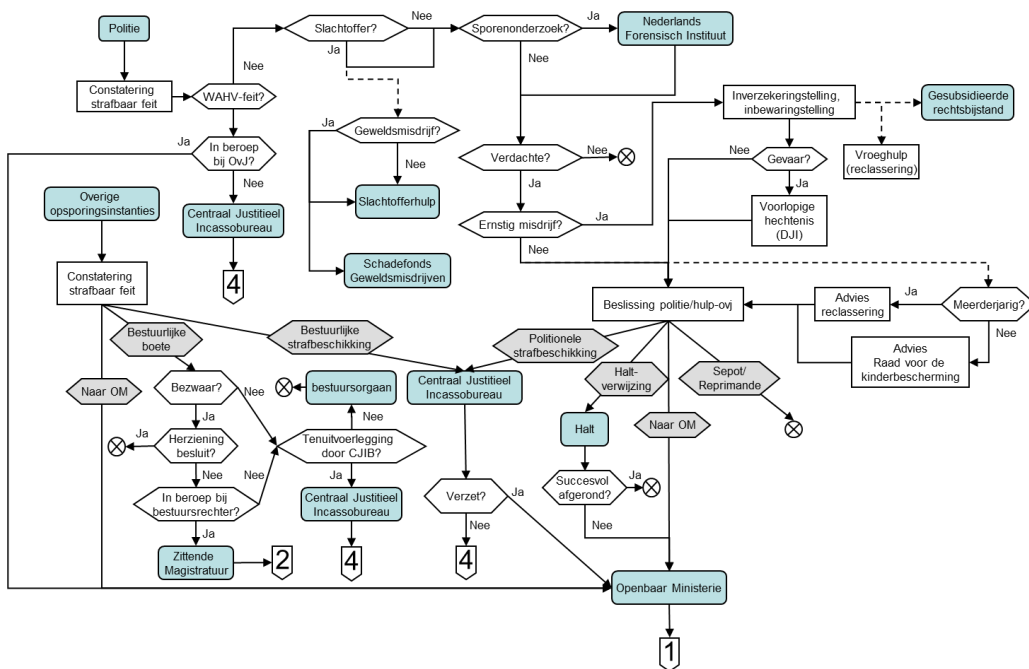 Politie
Slachtoffer?
Nee
Sporenonderzoek?
Ja
Nederlands
Forensisch Instituut
Nee
Ja
Nee
Constatering
strafbaar feit
WAHV-feit?
Inverzekeringstelling,
inbewaringstelling
Gesubsidieerde
rechtsbijstand
Ja
Ja
Geweldsmisdrijf?
In beroep
bij OvJ?
Nee
Verdachte?
Nee
Nee
Gevaar?
Vroeghulp
(reclassering)
Nee
Ja
Ja
Overige
opsporingsinstanties
Centraal Justitieel
Incassobureau
Slachtofferhulp
Ernstig misdrijf?
Ja
Voorlopige
hechtenis
(DJI)
Nee
4
Constatering
strafbaar feit
Schadefonds
Geweldsmisdrijven
Beslissing politie/hulp-ovj
Advies
reclassering
Ja
Meerderjarig?
Nee
Bestuurlijke
boete
Bestuurlijke
strafbeschikking
Politionele
strafbeschikking
Advies
Raad voor de
kinderbescherming
Naar OM
Bezwaar?
Nee
bestuursorgaan
Centraal Justitieel
Incassobureau
Halt-
verwijzing
Sepot/
Reprimande
Ja
Nee
Ja
Herziening
besluit?
Tenuitvoerlegging
door CJIB?
Halt
Naar OM
Nee
Nee
Ja
In beroep bij
bestuursrechter?
Centraal Justitieel
Incassobureau
Verzet?
Ja
Succesvol
afgerond?
Ja
Ja
Nee
Nee
Zittende
Magistratuur
2
4
4
Openbaar Ministerie
1